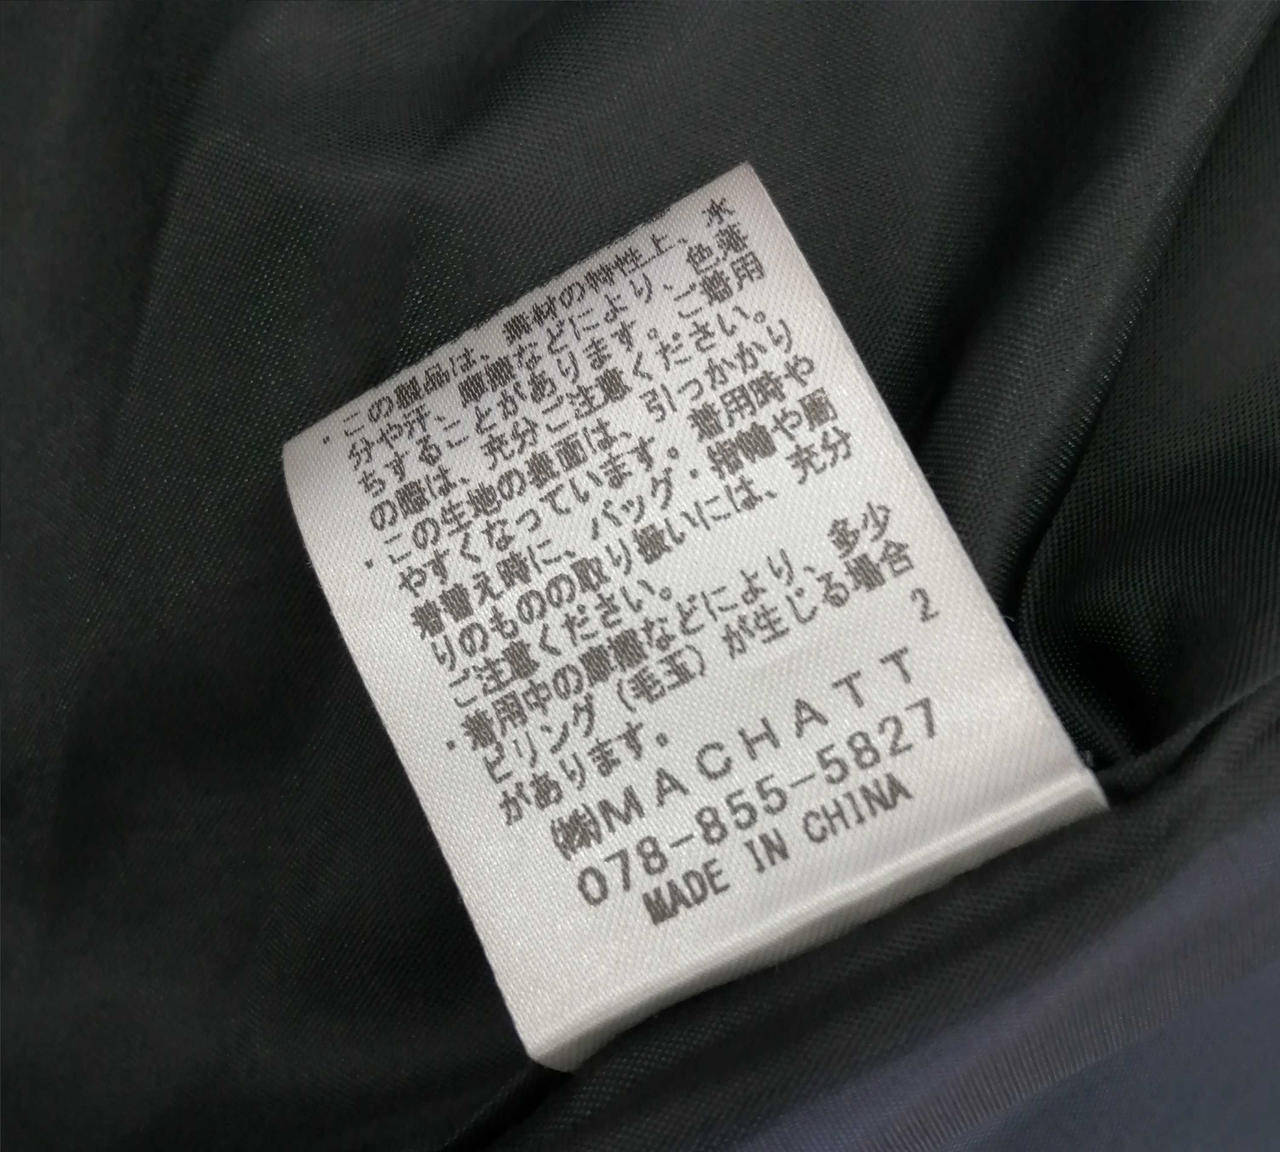 ・この製品は、素材の特性上、水
分や汗、摩擦などにより、色落
ちすることがあります。ご着用
の際は、充分ご注意ください。
・この生地の表面は、引っかかり
やすくなっています。着用時や
着替え時に、バッグ・指輪や周
りのものの取り扱いには、充分
ご注意ください。
・着用中の摩擦などにより、多少
ピリング（毛玉）が生じる場合
があります。
2
㈱MACHATT
078-855-5827
MADE IN CHINA